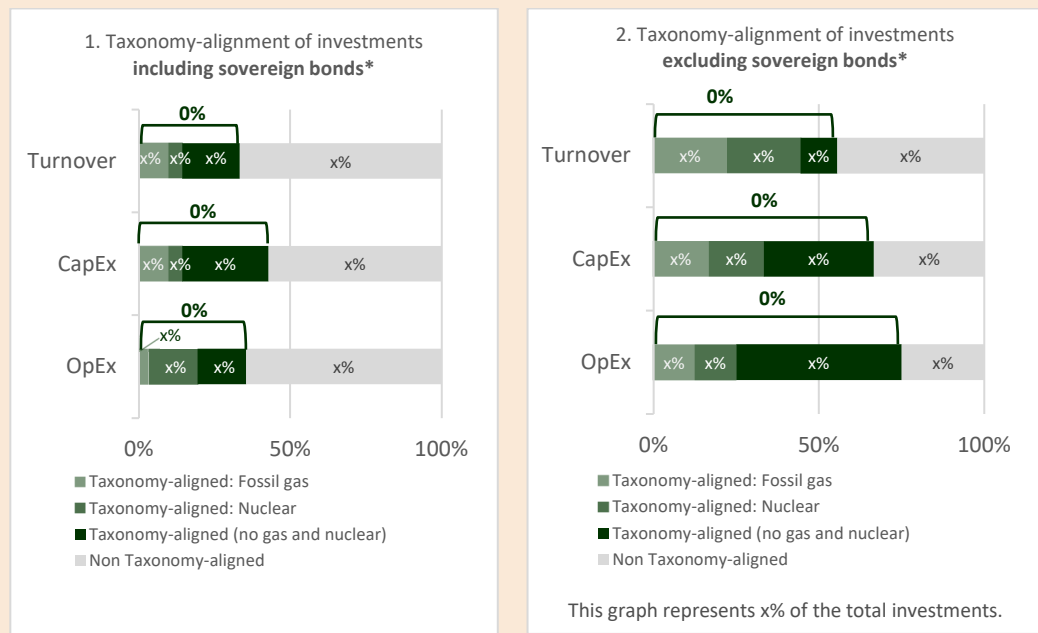 1. Taxonomy-alignment of investments
including sovereign bonds*
0%
Turnover
x% x% x% x%
0%
CapEx
x% x% x% x%
0%
x%
OpEx
x% x% x%
0% 50% 100%
Taxonomy-aligned: Fossil gas
Taxonomy-aligned: Nuclear
Taxonomy-aligned (no gas and nuclear)
Non Taxonomy-aligned
2. Taxonomy-alignment of investments
excluding sovereign bonds*
0%
Turnover
x% x% x% x%
0%
CapEx
x% x% x% x%
0%
OpEx
x% x% x% x%
0% 50% 100%
Taxonomy-aligned: Fossil gas
Taxonomy-aligned: Nuclear
Taxonomy-aligned (no gas and nuclear)
Non Taxonomy-aligned
This graph represents x% of the total investments.